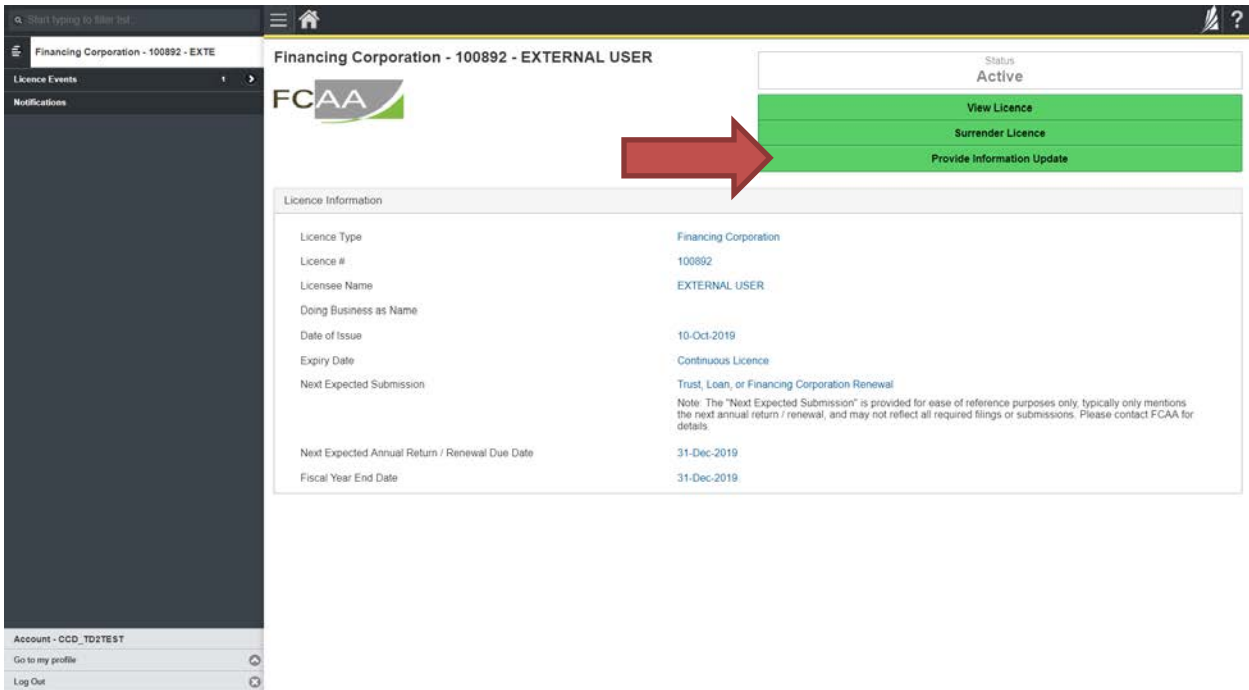 Start typing to filter list...
?
Financing Corporation - 100892 - EXTE
Licence Events 1
Notifications
Financing Corporation - 100892 - EXTERNAL USER
FCAA
Status
Active
View Licence
Surrender Licence
Provide Information Update
Licence Information
Licence Type Financing Corporation
Licence # 100892
Licensee Name EXTERNAL USER
Doing Business as Name
Date of Issue 10-Oct-2019
Expiry Date Continuous Licence
Next Expected Submission Trust, Loan, or Financing Corporation Renewal
Note: The "Next Expected Submission" is provided for ease of reference purposes only, typically only mentions
the next annual return / renewal, and may not reflect all required filings or submissions. Please contact FCAA for
details.
Next Expected Annual Return / Renewal Due Date 31-Dec-2019
Fiscal Year End Date 31-Dec-2019
Account - CCD_TD2TEST
Go to my profile
Log Out